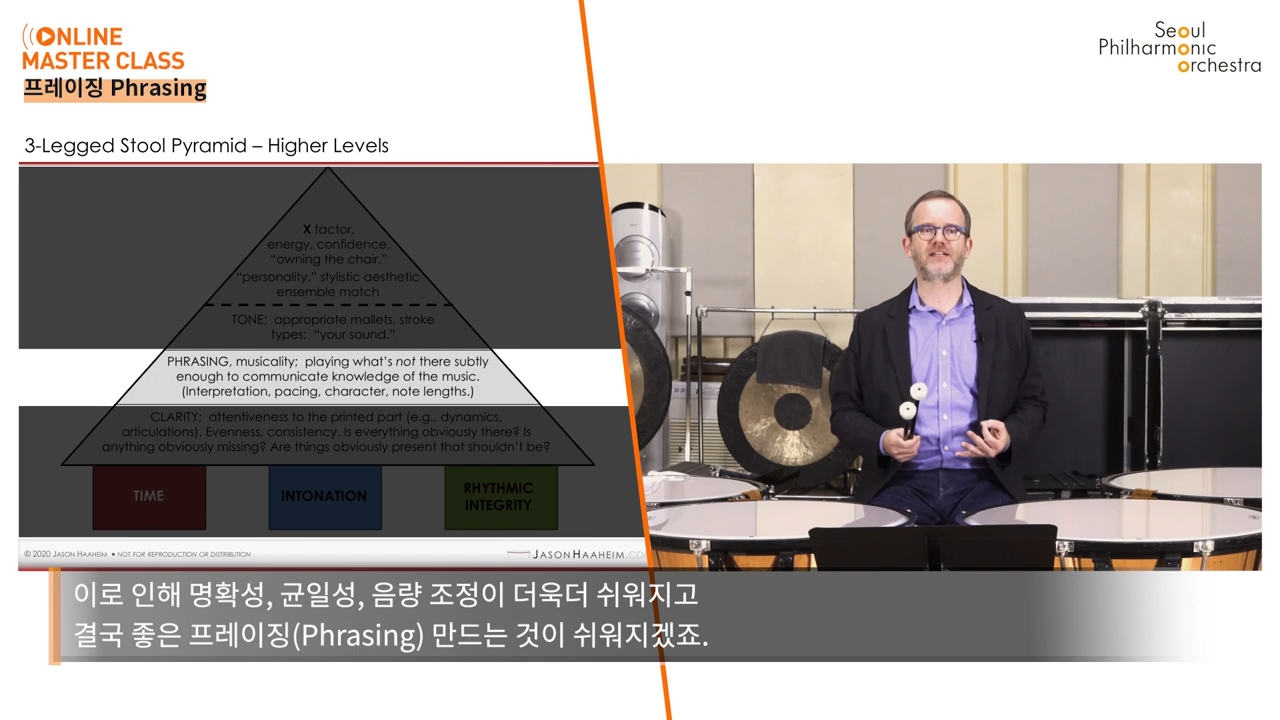 ONLINE
MASTER CLASS
프레이징 Phrasing
Seoul
Philharmonic
orchestra
3-Legged Stool Pyramid – Higher Levels
X factor,
energy, confidence,
“owning the chair.”
“personality,” stylistic aesthetic
ensemble match
TONE; appropriate mallets, stroke
types; “your sound.”
PHRASING, musicality; playing what’s not there subtly
enough to communicate knowledge of the music.
(Interpretation, pacing, character, note lengths.)
CLARITY; attentiveness to the printed part (e.g., dynamics,
articulations). Evenness, consistency. Is everything obviously there? Is
anything obviously missing? Are things obviously present that shouldn’t be?
TIME
INTONATION
RHYTHMIC
INTEGRITY
© 2020 JASON HAAHEIM • NOT FOR REPRODUCTION OR DISTRIBUTION
JASONHAAHEIM.CO
이로 인해 명확성, 균일성, 음량 조정이 더욱더 쉬워지고
결국 좋은 프레이징(Phrasing) 만드는 것이 쉬워지겠죠.